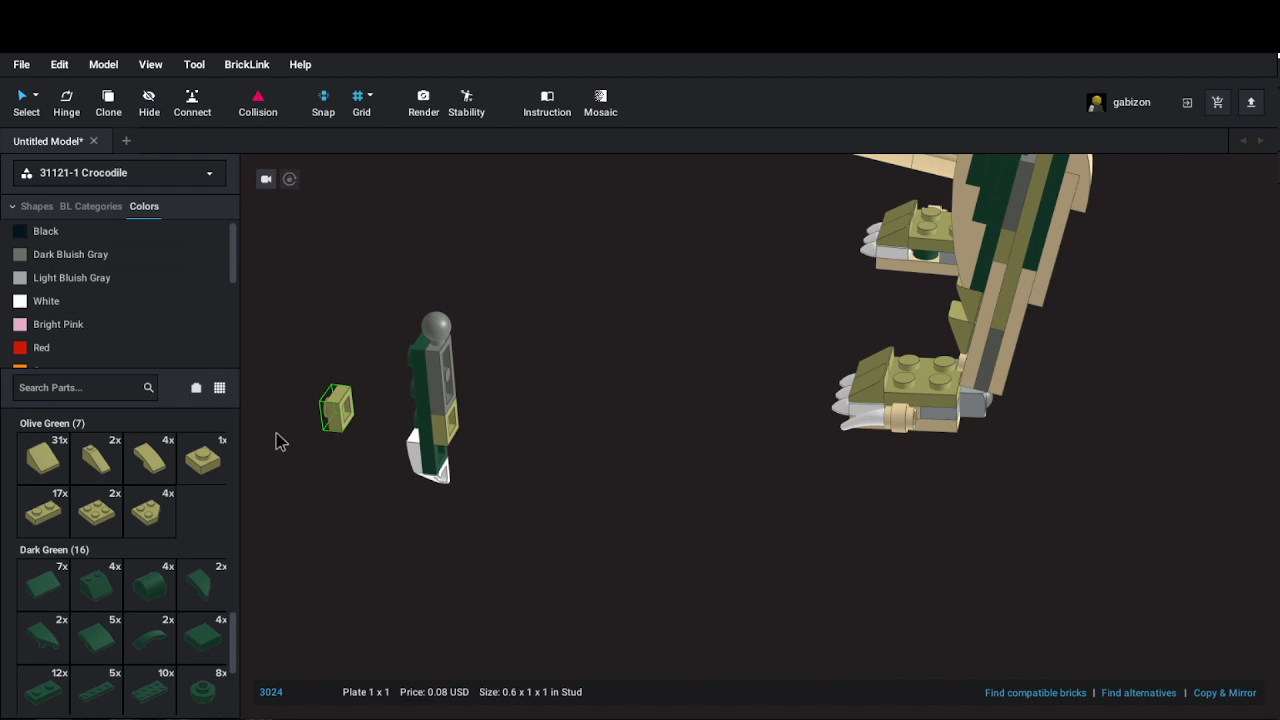 File Edit Model View Tool BrickLink Help
Select Hinge Clone Hide Connect Collision Snap Grid Render Stability Instruction Mosaic gabizon
Untitled Model*
31121-1 Crocodile
Shapes BL Categories Colors
Black
Dark Bluish Gray
Light Bluish Gray
White
Bright Pink
Red
Search Parts...
Olive Green (7)
31x 2x 4x 1x
17x 2x 4x
Dark Green (16)
7x 4x 4x 2x
2x 5x 2x 4x
12x 5x 10x 8x
3024 Plate 1 x 1 Price: 0.08 USD Size: 0.6 x 1 x 1 in Stud Find compatible bricks | Find alternatives | Copy & Mirror